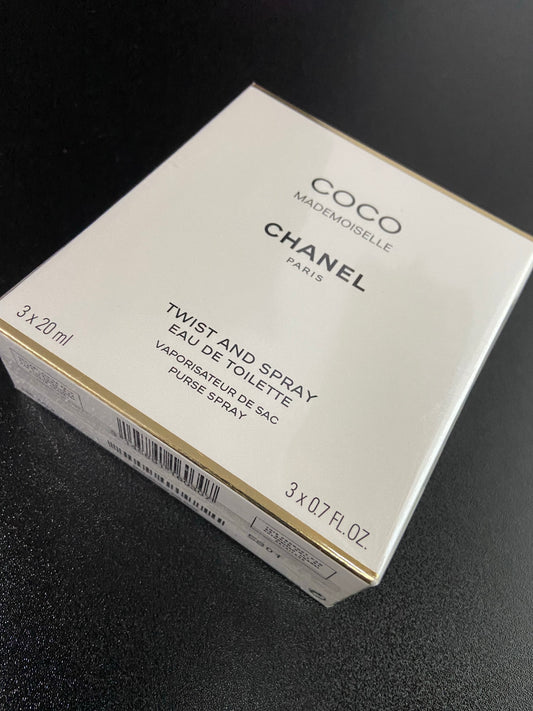 COCO
MADEMOISELLE
CHANEL
PARIS
TWIST AND SPRAY
EAU DE TOILETTE
VAPORISATEUR DE SAC
PURSE SPRAY
3 x 20 ml
3 x 0.7 FL.OZ.